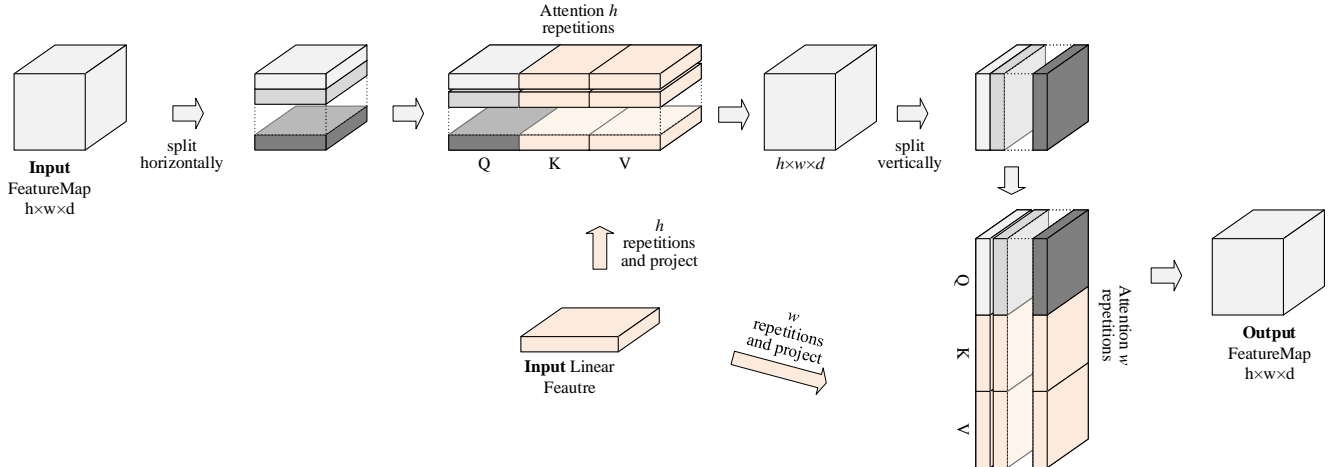 Attention h
repetitions
Input
FeatureMap
h×w×d
split
horizontally
Q K V
h×w×d
split
vertically
h
repetitions
and project
Input Linear
Feautre
w
repetitions
and project
Q
K
V
Attention w
repetitions
Output
FeatureMap
h×w×d